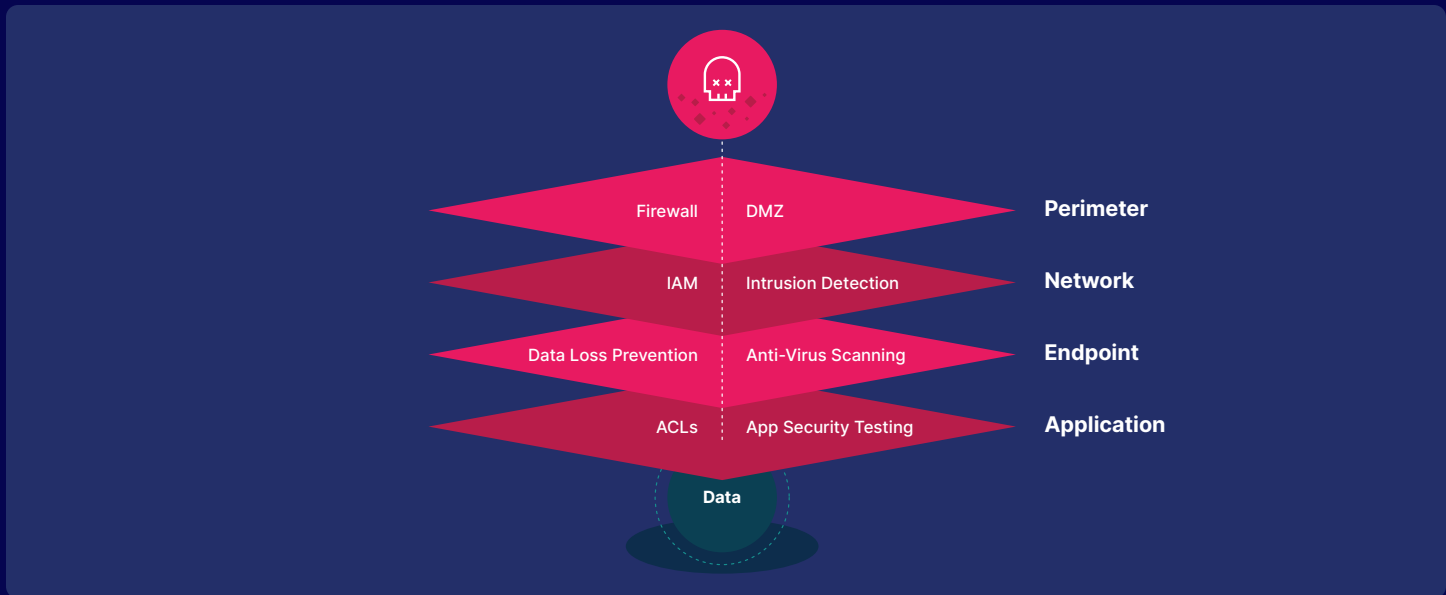 Firewall DMZ Perimeter
IAM Intrusion Detection Network
Data Loss Prevention Anti-Virus Scanning Endpoint
ACLs App Security Testing Application
Data